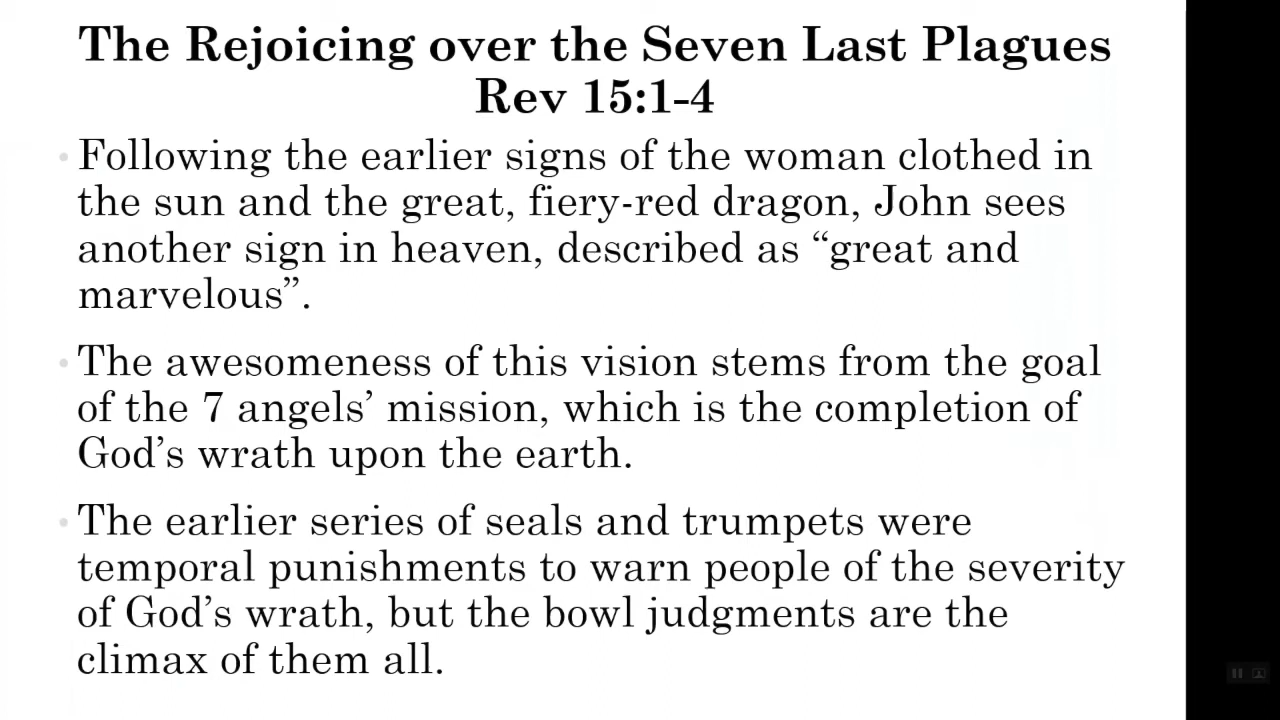 The Rejoicing over the Seven Last Plagues
Rev 15:1-4
• Following the earlier signs of the woman clothed in
the sun and the great, fiery-red dragon, John sees
another sign in heaven, described as “great and
marvelous”.
• The awesomeness of this vision stems from the goal
of the 7 angels’ mission, which is the completion of
God’s wrath upon the earth.
• The earlier series of seals and trumpets were
temporal punishments to warn people of the severity
of God’s wrath, but the bowl judgments are the
climax of them all.